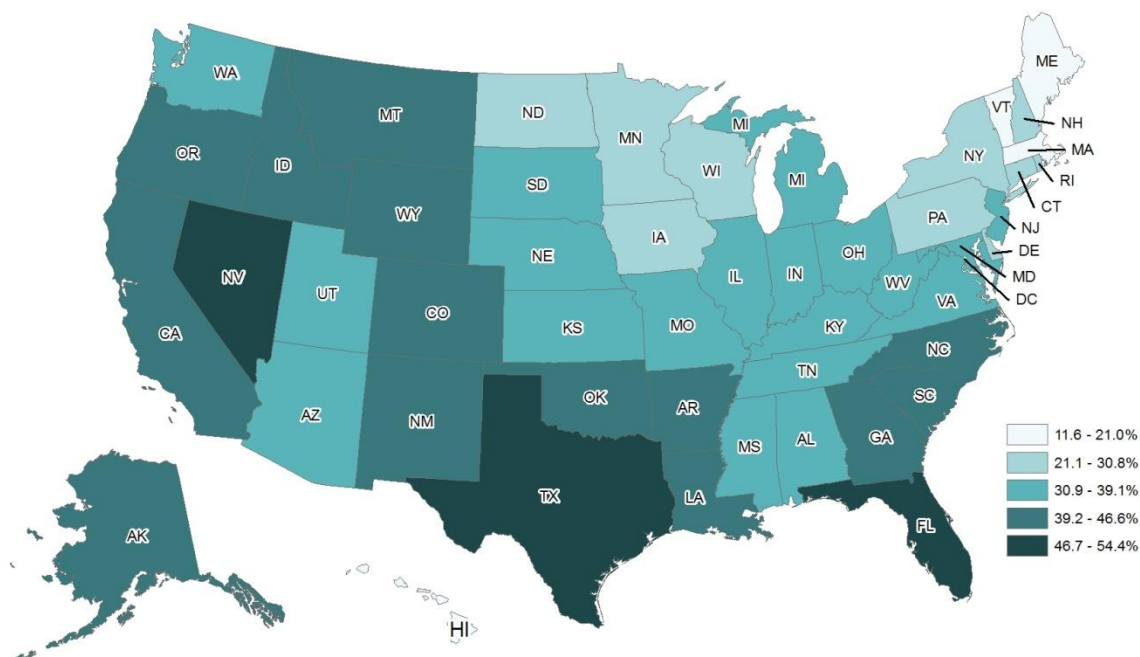 ME
WA
MT
ND
VT
MN
NH
MI
OR
NY
MA
ID
SD
WI
MI
RI
WY
CT
PA
IA
NJ
NE
OH
DE
NV
IL
IN
MD
UT
WV
DC
CO
VA
CA
KS
MO
KY
NC
TN
OK
AZ
AR
SC
NM
MS
AL
GA
11.6 - 21.0%
21.1 - 30.8%
30.9 - 39.1%
39.2 - 46.6%
46.7 - 54.4%
TX
LA
FL
AK
HI